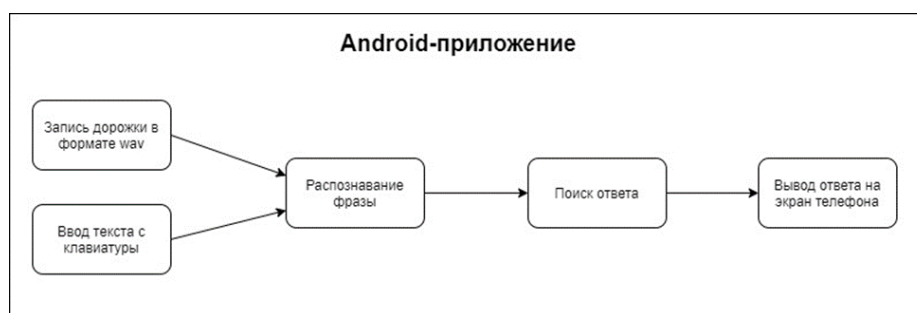 Android-приложение
Запись дорожки в
формате wav
Ввод текста с
клавиатуры
Распознавание
фразы
Поиск ответа
Вывод ответа на
экран телефона